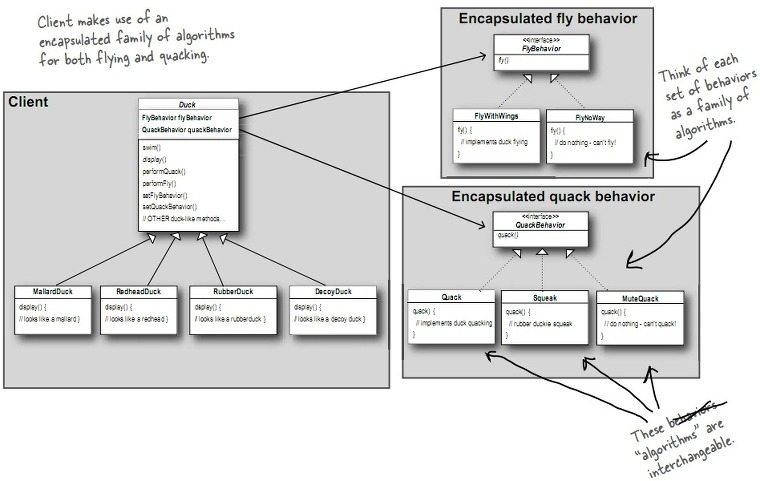 Client makes use of an
encapsulated family of algorithms
for both flying and quacking.
Client
Duck
FlyBehavior flyBehavior
QuackBehavior quackBehavior
swim()
display()
performQuack()
performFly()
setFlyBehavior()
setQuackBehavior()
// OTHER duck-like methods...
MallardDuck
display() {
// looks like a mallard }
RedheadDuck
display() {
// looks like a redhead }
RubberDuck
display() {
// looks like a rubberduck }
DecoyDuck
display() {
// looks like a decoy duck }
Encapsulated fly behavior
<<interface>>
FlyBehavior
fly()
FlyWithWings
fly() {
// implements duck flying
}
FlyNoWay
fly() {
// do nothing - can't fly!
}
Think of each
set of behaviors
as a family of
algorithms.
Encapsulated quack behavior
<<interface>>
QuackBehavior
quack()
Quack
quack() {
// implements duck quacking
}
Squeak
quack() {
// rubber duckie squeak
}
MuteQuack
quack() {
// do nothing - can't quack!
}
These behaviors
"algorithms" are
interchangeable.